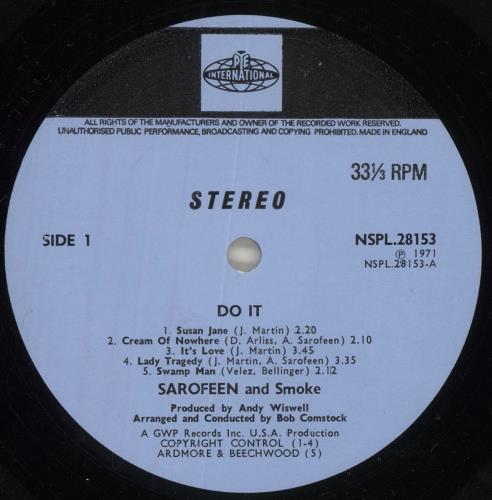 PYE
INTERNATIONAL
ALL RIGHTS OF THE MANUFACTURERS AND OWNER OF THE RECORDED WORK RESERVED.
UNAUTHORISED PUBLIC PERFORMANCE, BROADCASTING AND COPYING PROHIBITED. MADE IN ENGLAND
33⅓ RPM
STEREO
SIDE 1
NSPL.28153
Ⓟ 1971
NSPL.28153-A
DO IT
1. Susan Jane (J. Martin) 2.20
2. Cream Of Nowhere (D. Arliss, A. Sarofeen) 2.10
3. It's Love (J. Martin) 3.45
4. Lady Tragedy (J. Martin, A. Sarofeen) 3.35
5. Swamp Man (Velez, Bellinger) 2.12
SAROFEEN and Smoke
Produced by Andy Wiswell
Arranged and Conducted by Bob Comstock
A GWP Records Inc. U.S.A. Production
COPYRIGHT CONTROL (1-4)
ARDMORE & BEECHWOOD (5)